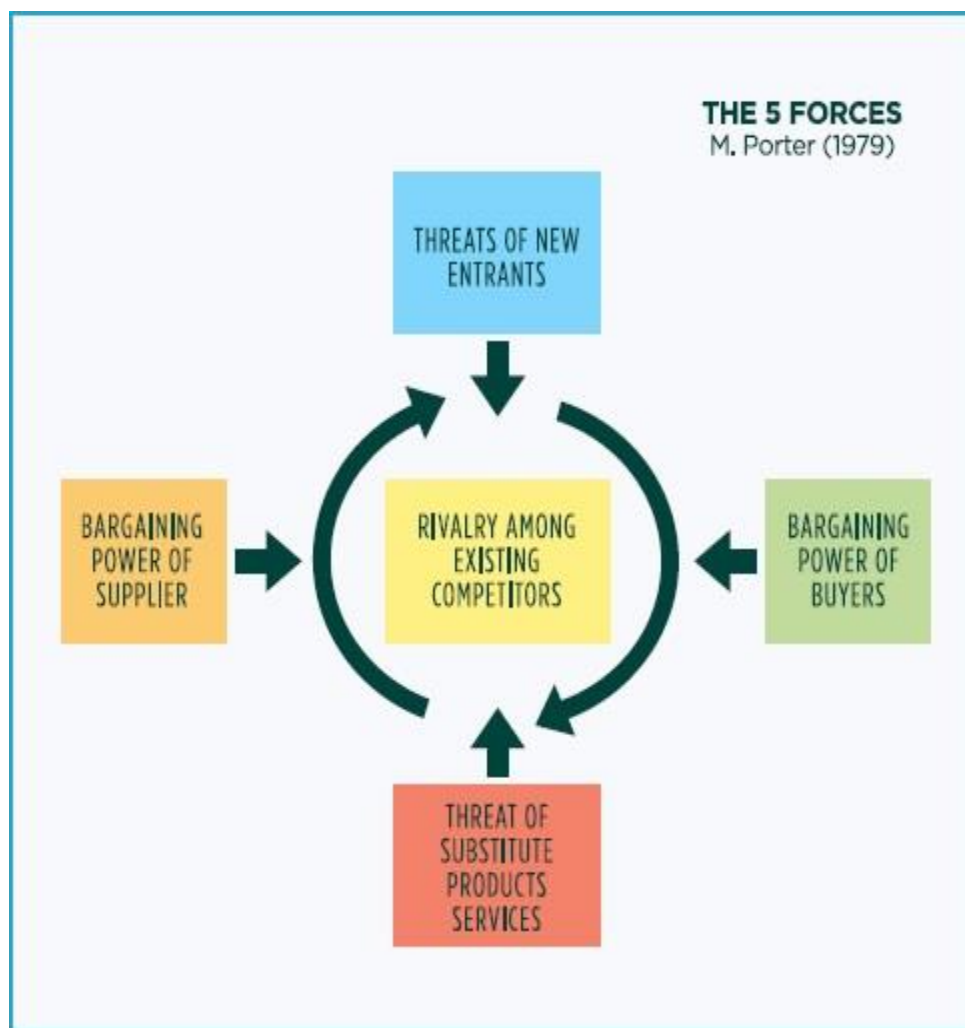 THE 5 FORCES
M. Porter (1979)
THREATS OF NEW
ENTRANTS
BARGAINING
POWER OF
SUPPLIER
RIVALRY AMONG
EXISTING
COMPETITORS
BARGAINING
POWER OF
BUYERS
THREAT OF
SUBSTITUTE
PRODUCTS
SERVICES